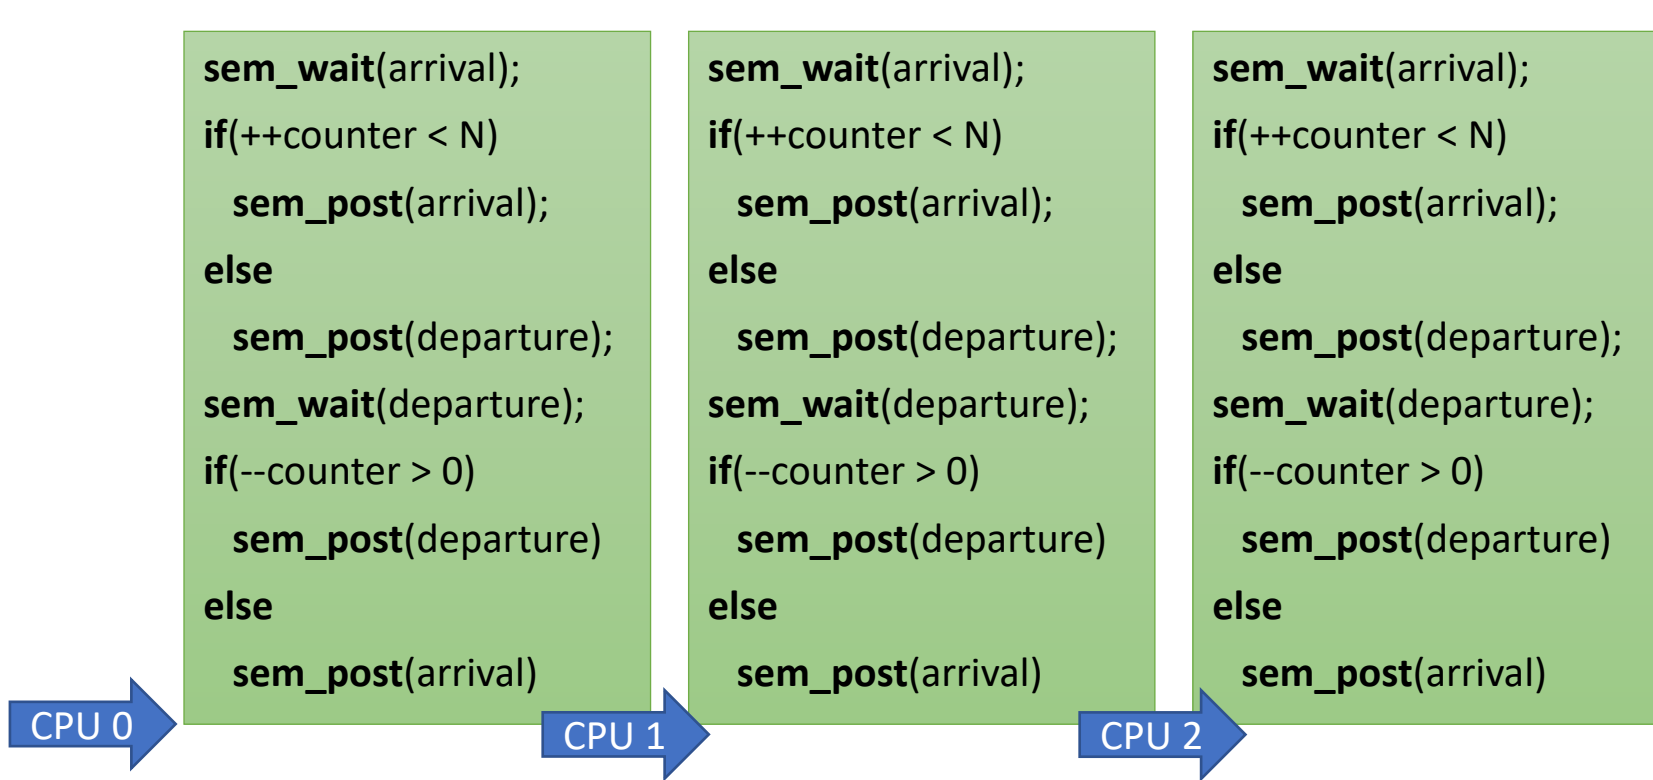 sem_wait(arrival);
if(++counter < N)
sem_post(arrival);
else
sem_post(departure);
sem_wait(departure);
if(--counter > 0)
sem_post(departure)
else
sem_post(arrival)
CPU 0
sem_wait(arrival);
if(++counter < N)
sem_post(arrival);
else
sem_post(departure);
sem_wait(departure);
if(--counter > 0)
sem_post(departure)
else
sem_post(arrival)
CPU 1
sem_wait(arrival);
if(++counter < N)
sem_post(arrival);
else
sem_post(departure);
sem_wait(departure);
if(--counter > 0)
sem_post(departure)
else
sem_post(arrival)
CPU 2